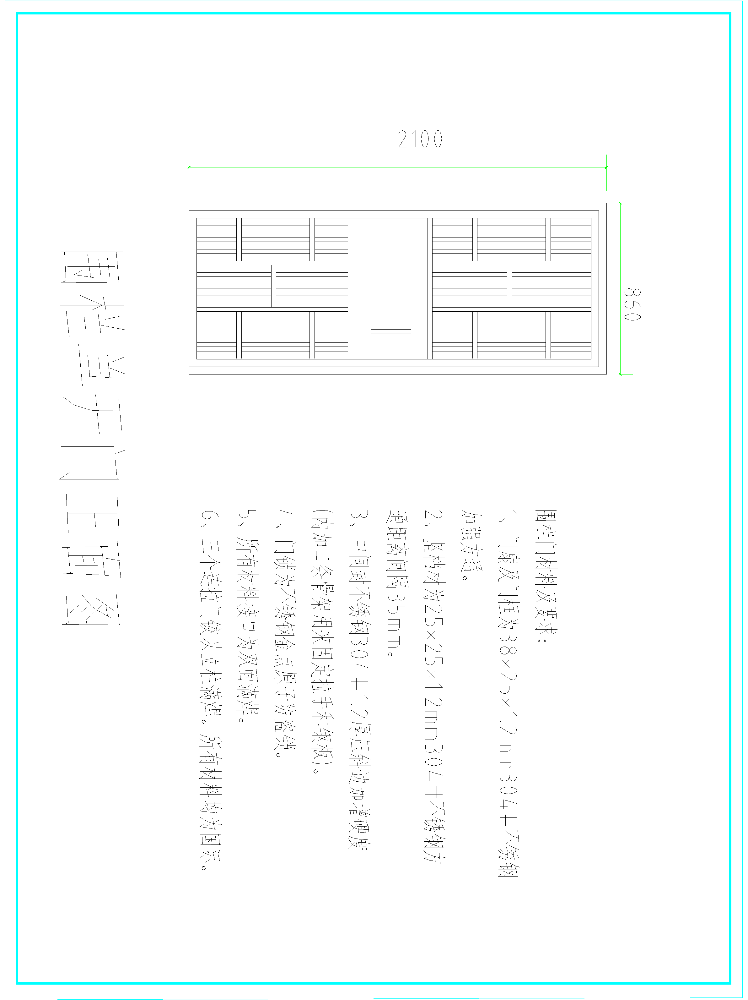 2100
860
围栏门材料及要求:
1、门扇及门框为38×25×1.2mm304#不锈钢
加强方通。
2、竖档材为25×25×1.2mm304#不锈钢方
通距离间隔35mm。
3、中间封不锈钢304#1.2厚压斜边加增硬度
(内加二条骨架用来固定拉手和钢板)。
4、门锁为不锈钢金点原子防盗锁。
5、所有材料接口为双面满焊。
6、三个连拉门铰以立柱满焊。所有材料均为国际。
围栏单开门正面图